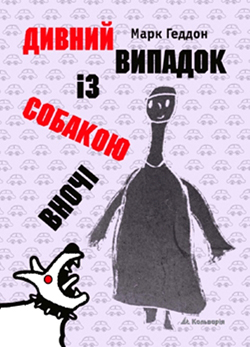 Марк Геддон
ДИВНИЙ
ВИПАДОК
ІЗ
СОБАКОЮ
ВНОЧІ
Кальварія